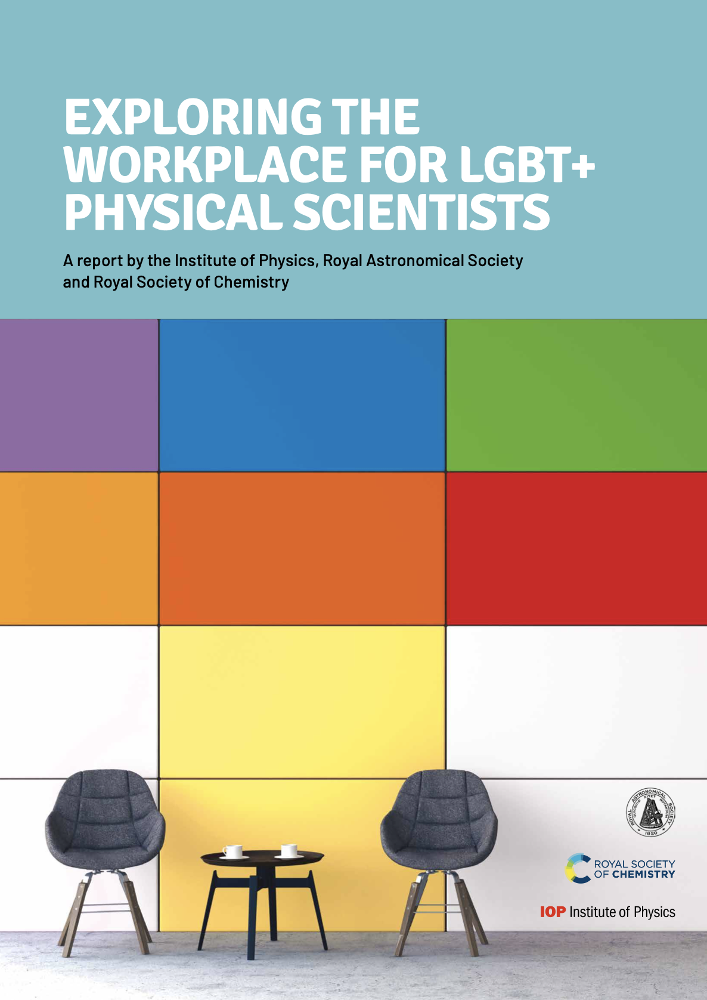 EXPLORING THE
WORKPLACE FOR LGBT+
PHYSICAL SCIENTISTS
A report by the Institute of Physics, Royal Astronomical Society
and Royal Society of Chemistry
ROYAL ASTRONOMICAL SOCIETY
QUICQUID NITET NOTANDUM
1820
ROYAL SOCIETY
OF CHEMISTRY
IOP Institute of Physics